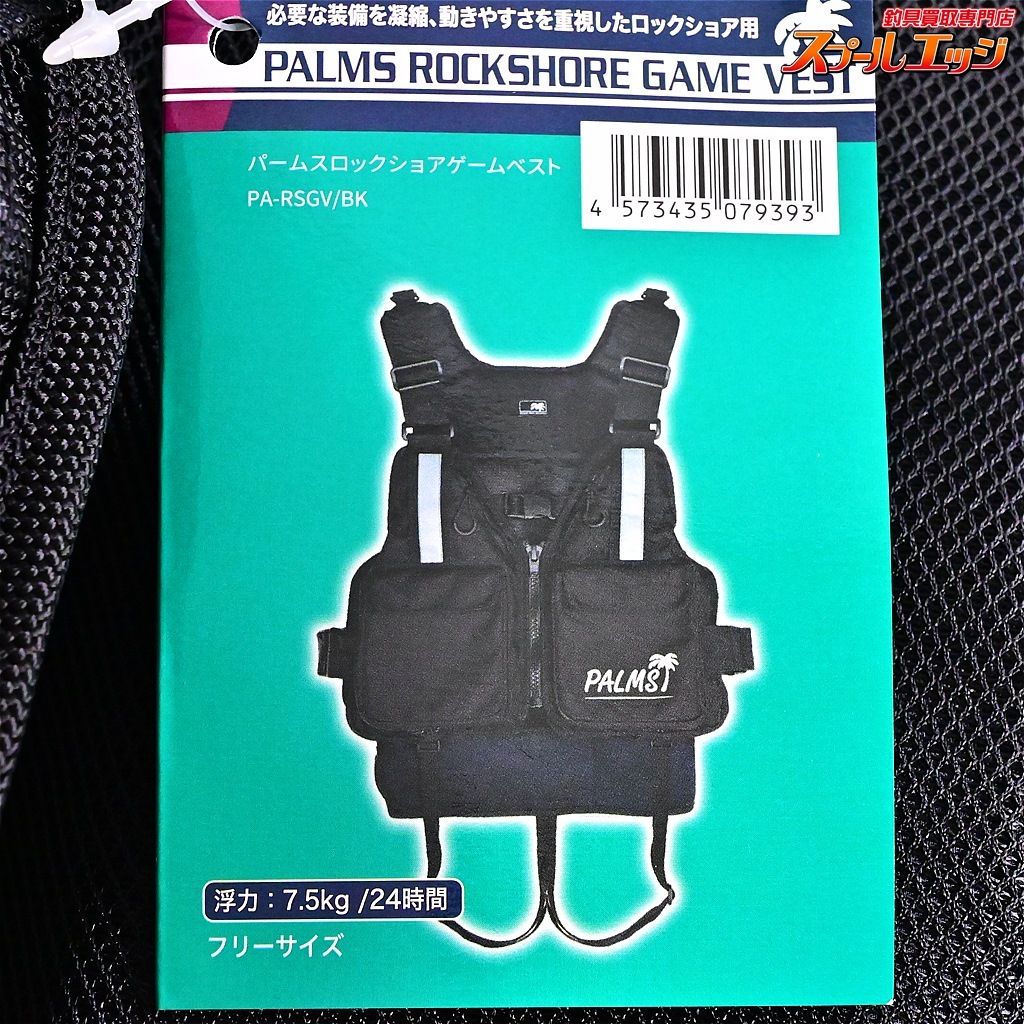 釣具買取専門店
スプールエッジ
必要な装備を凝縮、動きやすさを重視したロックショア用
PALMS ROCKSHORE GAME VEST
パームスロックショアゲームベスト
PA-RSGV/BK
4 573435 079393
PALMS
浮力：7.5kg /24時間
フリーサイズ